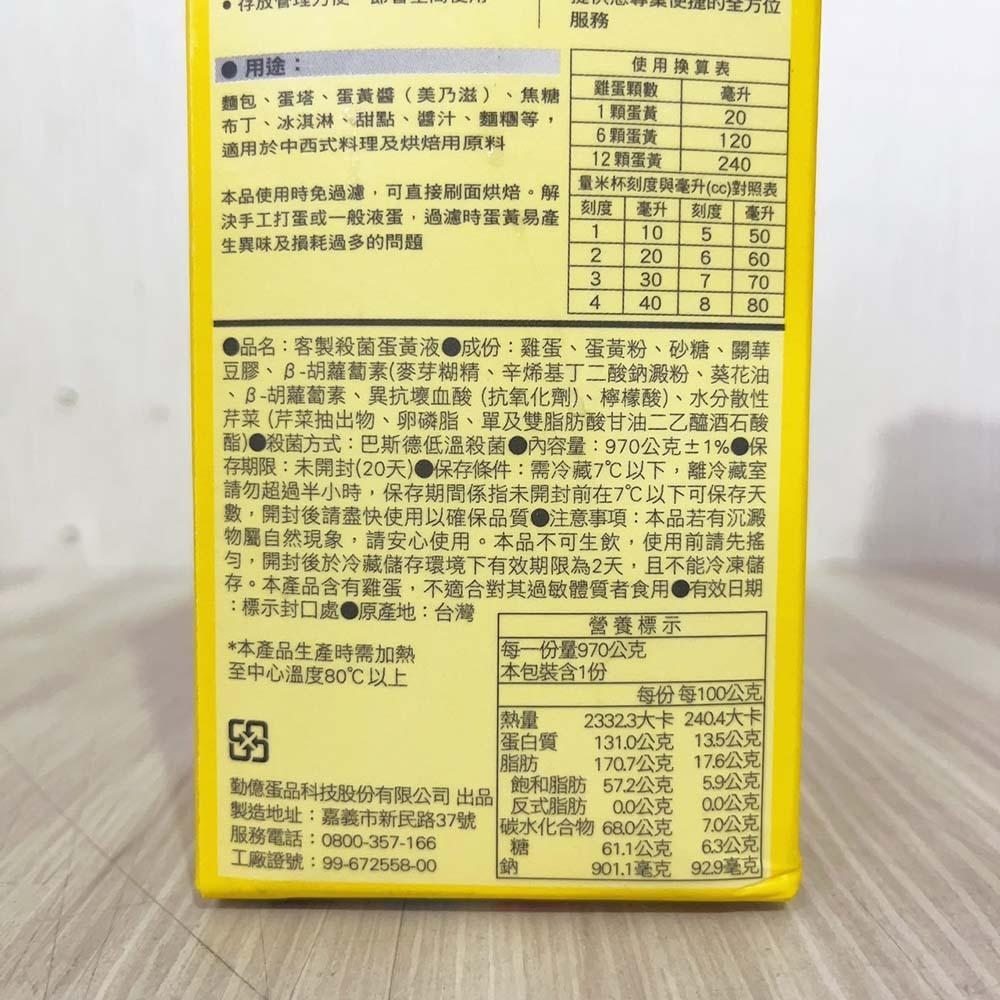 服務
●用途：
麵包、蛋塔、蛋黃醬（美乃滋）、焦糖
布丁、冰淇淋、甜點、醬汁、麵糰等，
適用於中西式料理及烘焙用原料
本品使用時免過濾，可直接刷面烘焙。解
決手工打蛋或一般液蛋，過濾時蛋黃易產
生異味及損耗過多的問題
使用換算表
雞蛋顆數 毫升
1顆蛋黃 20
6顆蛋黃 120
12顆蛋黃 240
量米杯刻度與毫升(cc)對照表
刻度 毫升 刻度 毫升
1 10 5 50
2 20 6 60
3 30 7 70
4 40 8 80
●品名：客製殺菌蛋黃液●成份：雞蛋、蛋黃粉、砂糖、關華
豆膠、β-胡蘿蔔素(麥芽糊精、辛烯基丁二酸鈉澱粉、葵花油
、β-胡蘿蔔素、異抗壞血酸（抗氧化劑)、檸檬酸)、水分散性
芹菜（芹菜抽出物、卵磷脂、單及雙脂肪酸甘油二乙醯酒石酸
酯)●殺菌方式：巴斯德低溫殺菌●內容量：970公克±1%●保
存期限：未開封(20天)●保存條件：需冷藏7℃以下，離冷藏室
請勿超過半小時，保存期間係指未開封前在7℃以下可保存天
數，開封後請盡快使用以確保品質●注意事項：本品若有沉澱
物屬自然現象，請安心使用。本品不可生飲，使用前請先搖
勻，開封後於冷藏儲存環境下有效期限為2天，且不能冷凍儲
存。本產品含有雞蛋，不適合對其過敏體質者食用●有效日期
：標示封口處●原產地：台灣
*本產品生產時需加熱
至中心溫度80℃以上
勤億蛋品科技股份有限公司 出品
製造地址：嘉義市新民路37號
服務電話：0800-357-166
工廠證號：99-672558-00
營養標示
每一份量970公克
本包裝含1份
每份 每100公克
熱量 2332.3大卡 240.4大卡
蛋白質 131.0公克 13.5公克
脂肪 170.7公克 17.6公克
飽和脂肪 57.2公克 5.9公克
反式脂肪 0.0公克 0.0公克
碳水化合物 68.0公克 7.0公克
糖 61.1公克 6.3公克
鈉 901.1毫克 92.9毫克